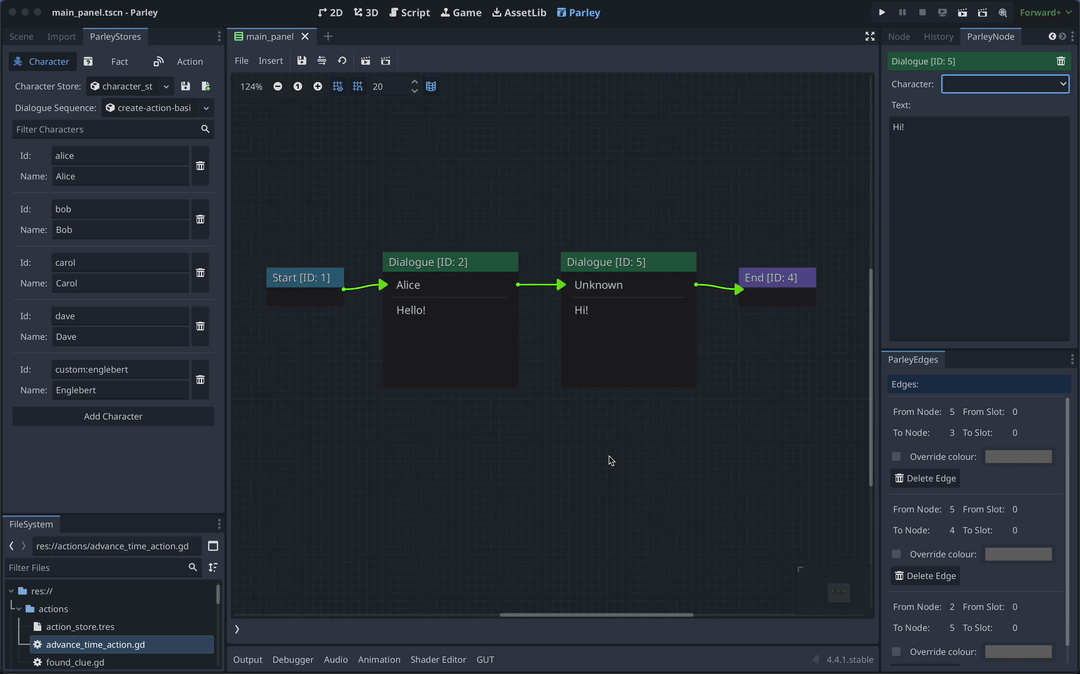 main_panel.tscn - Parley
2D 3D Script Game AssetLib Parley
Forward+
Scene Import ParleyStores
main_panel
Node History ParleyNode
Character Fact Action
File Insert
Dialogue [ID: 5]
Character Store: character_st
124% 20
Character:
Dialogue Sequence: create-action-basi
Text:
Filter Characters
Hi!
Id: alice
Name: Alice
Id: bob
Name: Bob
Id: carol
Name: Carol
Id: dave
Name: Dave
Id: custom:englebert
Name: Englebert
Add Character
Start [ID: 1]
Dialogue [ID: 2]
Alice
Hello!
Dialogue [ID: 5]
Unknown
Hi!
End [ID: 4]
ParleyEdges
Edges:
From Node: 5 From Slot: 0
To Node: 3 To Slot: 0
Override colour:
Delete Edge
From Node: 5 From Slot: 0
To Node: 4 To Slot: 0
Override colour:
Delete Edge
From Node: 2 From Slot: 0
To Node: 5 To Slot: 0
Override colour:
FileSystem
res://actions/advance_time_action.gd
Filter Files
res://
actions
action_store.tres
advance_time_action.gd
found_clue.gd
Output Debugger Audio Animation Shader Editor GUT
4.4.1.stable